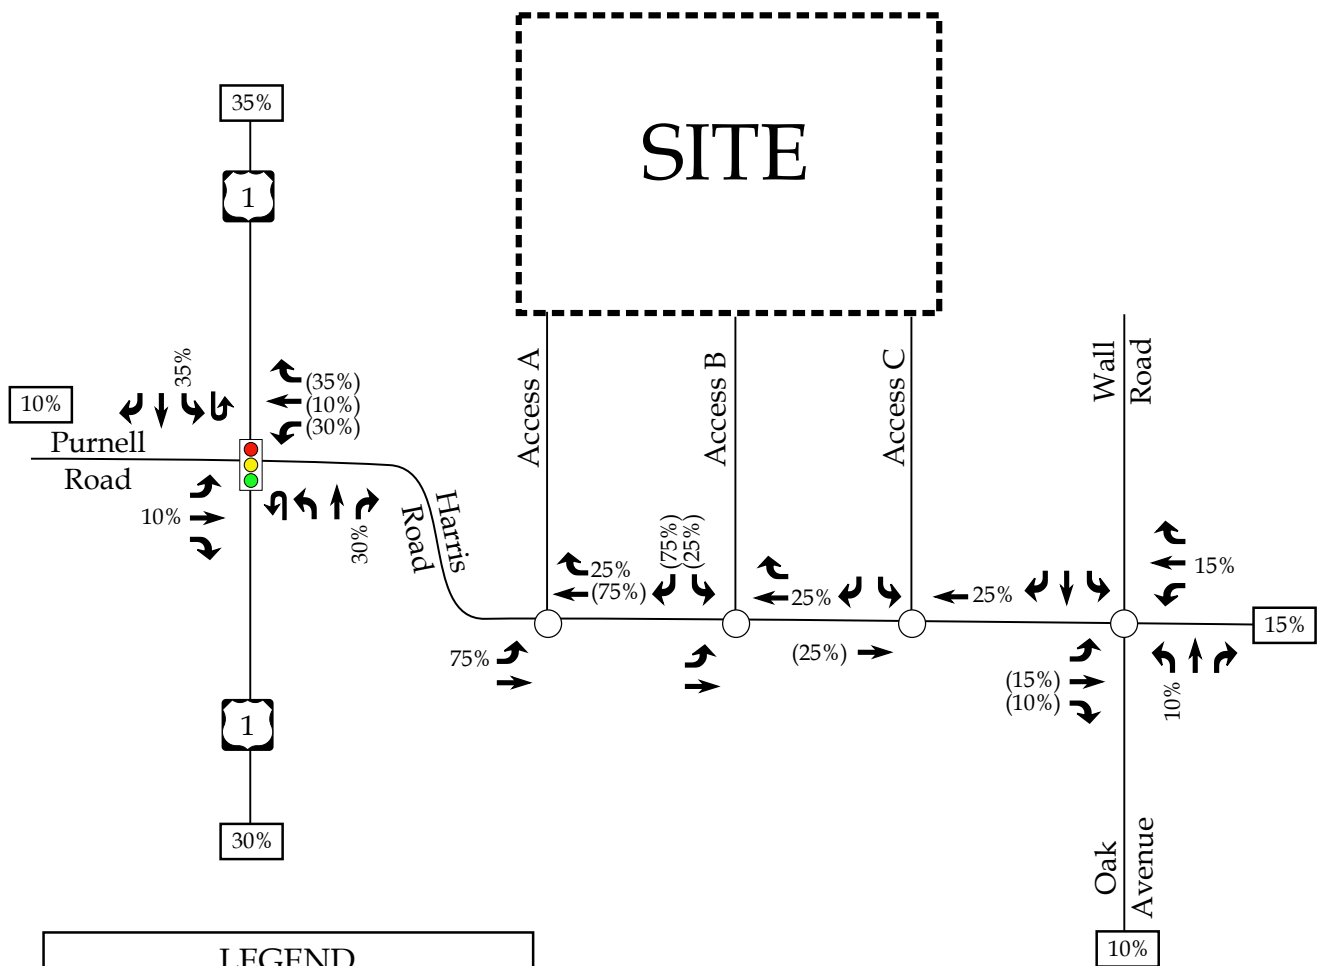 SITE
35%
1
35%
(35%)
(10%)
(30%)
10%
Purnell
Road
10%
30%
Harris
Road
Access A
Access B
Access C
Wall
Road
25%
(75%)
(75%)
(25%)
25%
25%
15%
15%
75%
(25%)
(15%)
(10%)
10%
1
30%
Oak
Avenue
10%
LEGEND